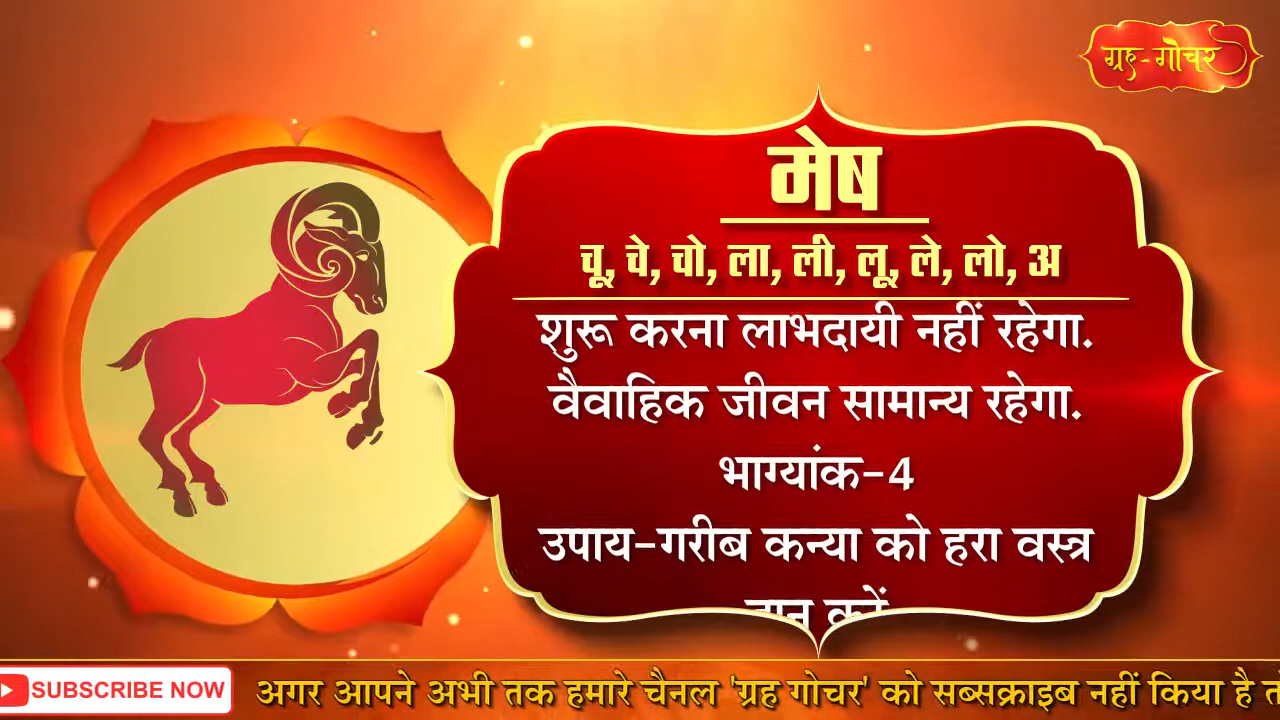 ग्रह-गोचर
मेष
चू, चे, चो, ला, ली, लू, ले, लो, अ
शुरू करना लाभदायी नहीं रहेगा.
वैवाहिक जीवन सामान्य रहेगा.
भाग्यांक-4
उपाय-गरीब कन्या को हरा वस्त्र
SUBSCRIBE NOW
अगर आपने अभी तक हमारे चैनल 'ग्रह गोचर' को सब्सक्राइब नहीं किया है